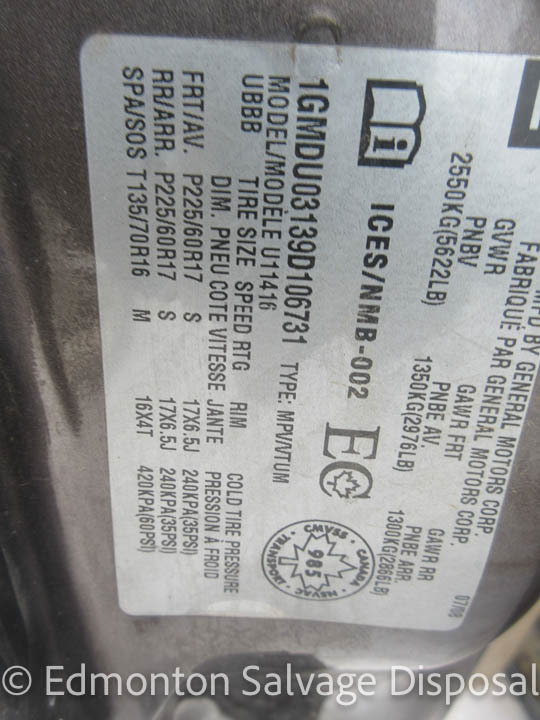 MFD BY GENERAL MOTORS CORP
FABRIQUÉ PAR GENERAL MOTORS CORP.
07/08
GVWR GAWR FRT GAWR RR
PNBV PNBE AV. PNBE ARR.
2550KG(5622LB) 1350KG(2976LB) 1300KG(2866LB)
i ICES/NMB-002 EC
CANADA CMVSS
985
TRANSPORT NSVAC
1GMDU03139D106731 TYPE: MPV/VTUM
MODEL/MODÈLE U11416
UBBB
TIRE SIZE SPEED RTG RIM COLD TIRE PRESSURE
DIM. PNEU COTE VITESSE JANTE PRESSION À FROID
FRT/AV. P225/60R17 S 17X6.5J 240KPA(35PSI)
RR/ARR. P225/60R17 S 17X6.5J 240KPA(35PSI)
SPA/SOS T135/70R16 M 16X4T 420KPA(60PSI)
© Edmonton Salvage Disposal